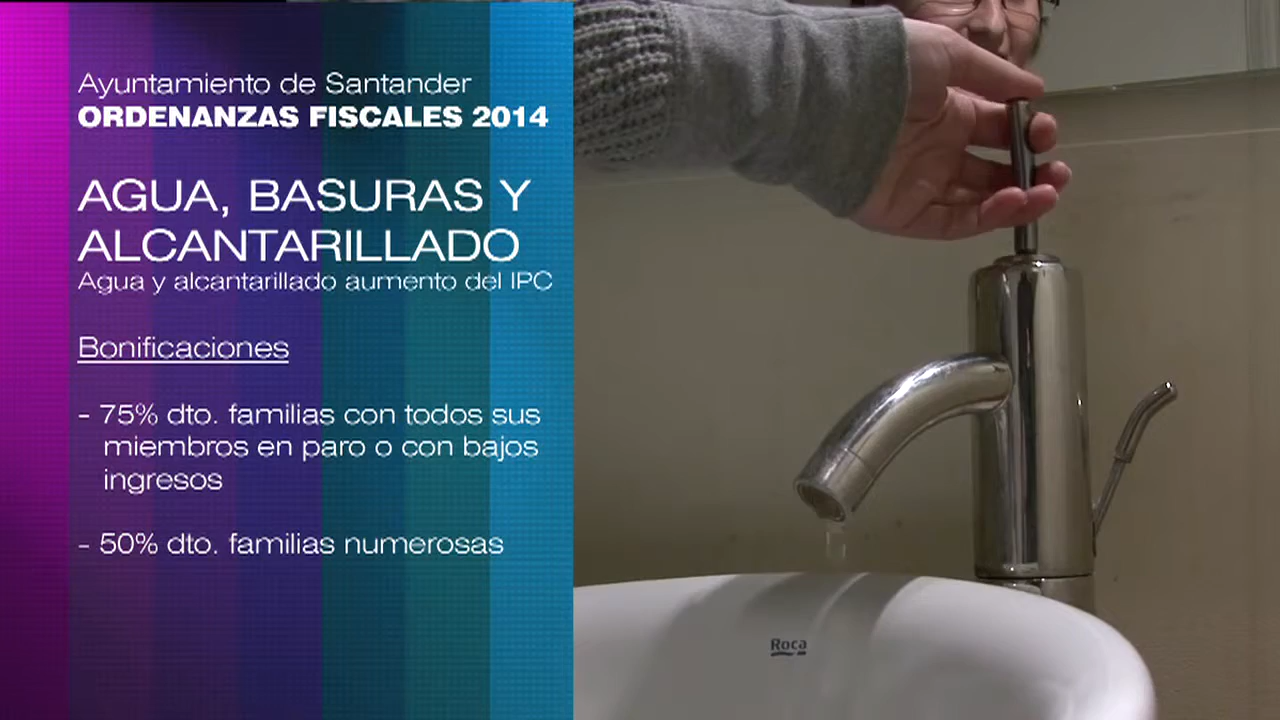 Ayuntamiento de Santander
ORDENANZAS FISCALES 2014
AGUA, BASURAS Y
ALCANTARILLADO
Agua y alcantarillado aumento del IPC
Bonificaciones
- 75% dto. familias con todos sus
miembros en paro o con bajos
ingresos
- 50% dto. familias numerosas
Roca